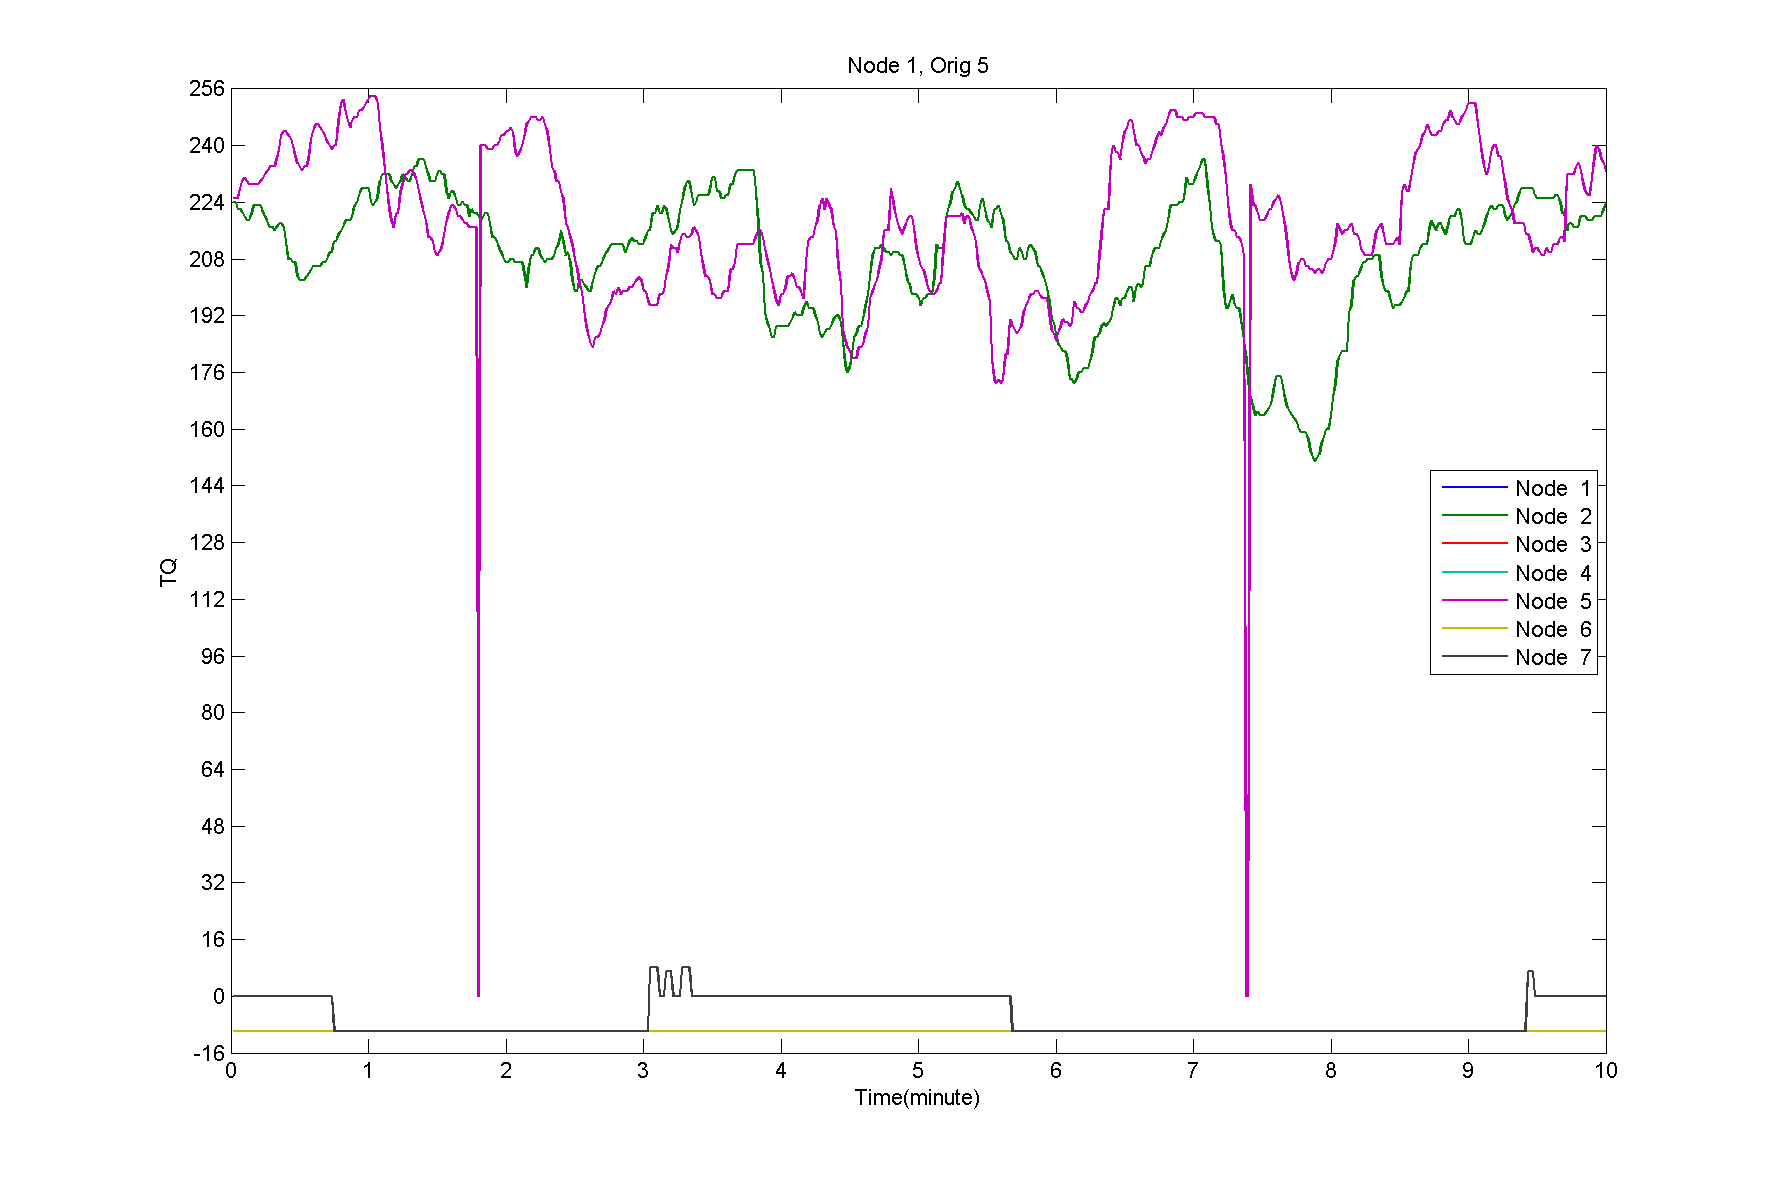 Node 1, Orig 5
256
240
224
208
192
176
160
144
128
112
96
80
64
48
32
16
0
-16
TQ
Node 1
Node 2
Node 3
Node 4
Node 5
Node 6
Node 7
0 1 2 3 4 5 6 7 8 9 10
Time(minute)